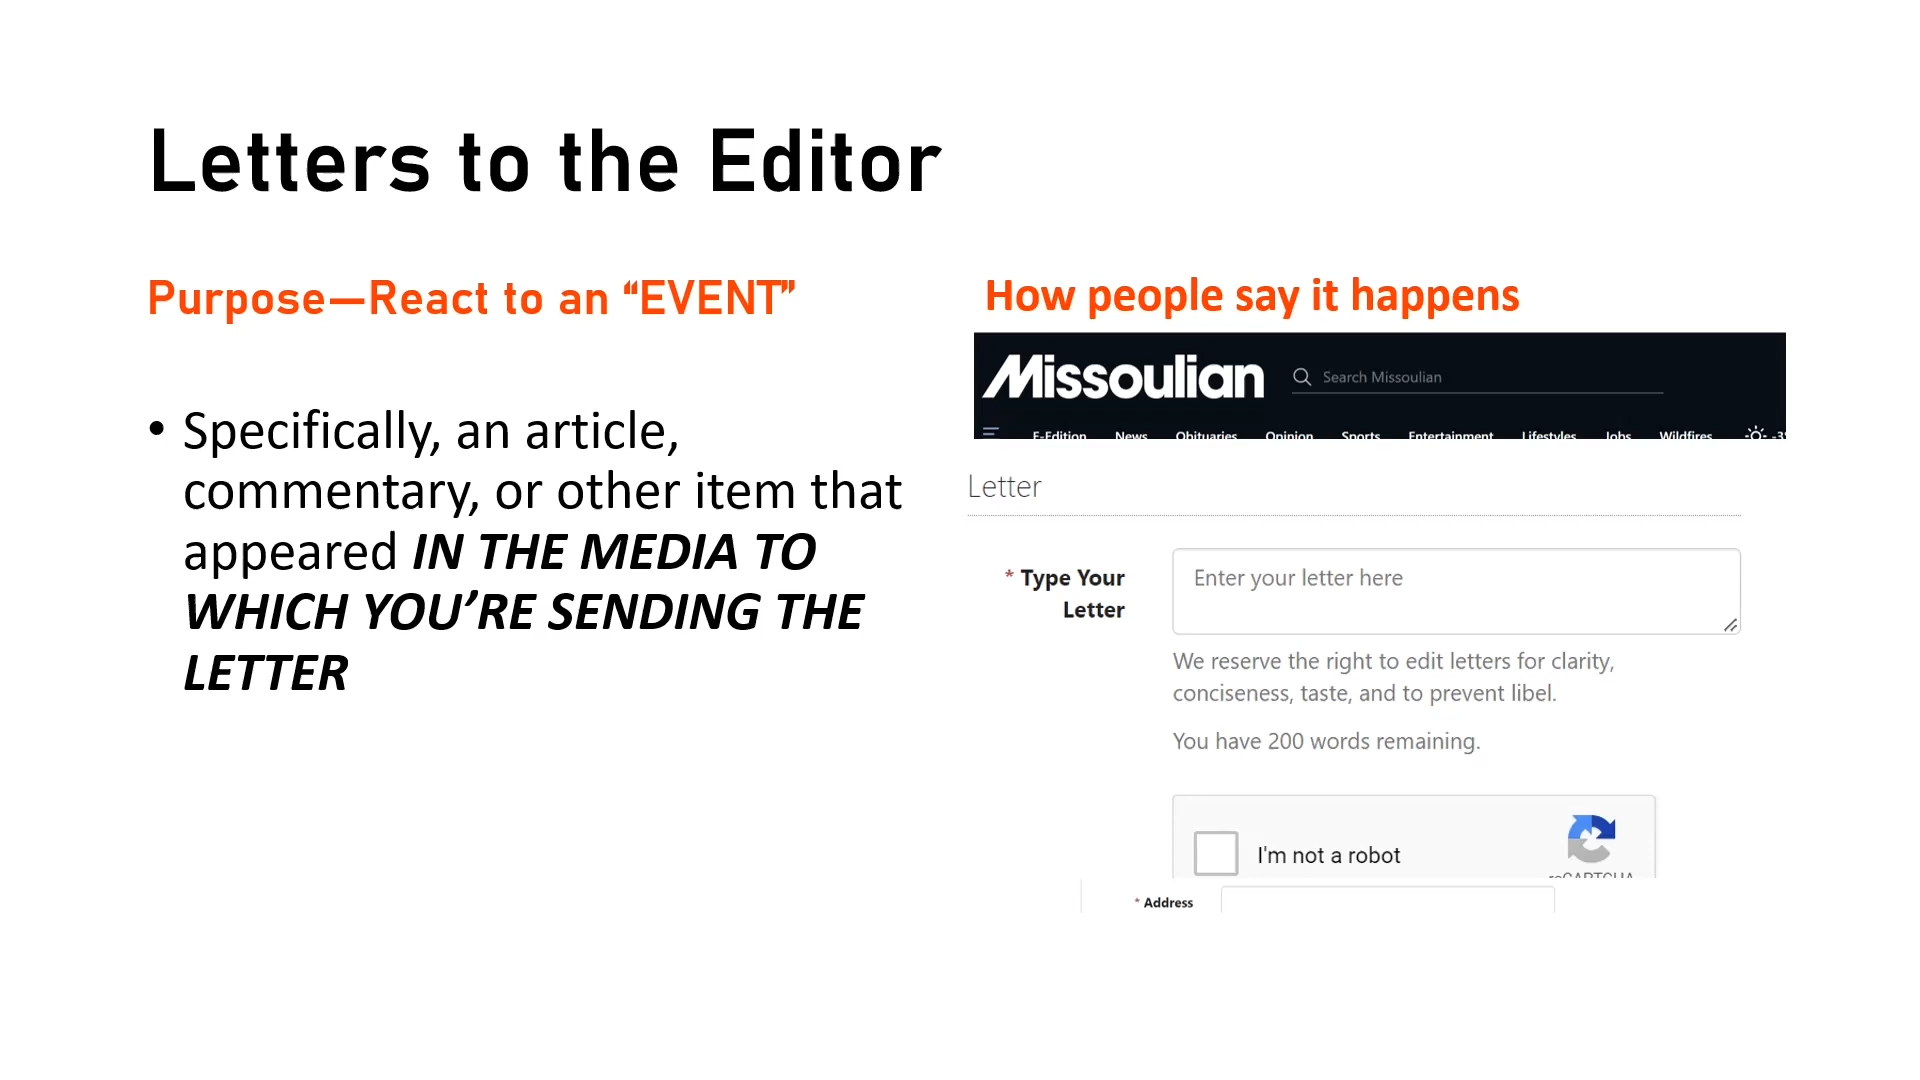 Letters to the Editor
Purpose—React to an “EVENT”
• Specifically, an article,
commentary, or other item that
appeared IN THE MEDIA TO
WHICH YOU’RE SENDING THE
LETTER
How people say it happens
Missoulian
Search Missoulian
E-Edition News Obituaries Opinion Sports Entertainment Lifestyles Jobs Wildfires
Letter
* Type Your
Letter
Enter your letter here
We reserve the right to edit letters for clarity,
conciseness, taste, and to prevent libel.
You have 200 words remaining.
I'm not a robot
reCAPTCHA
* Address